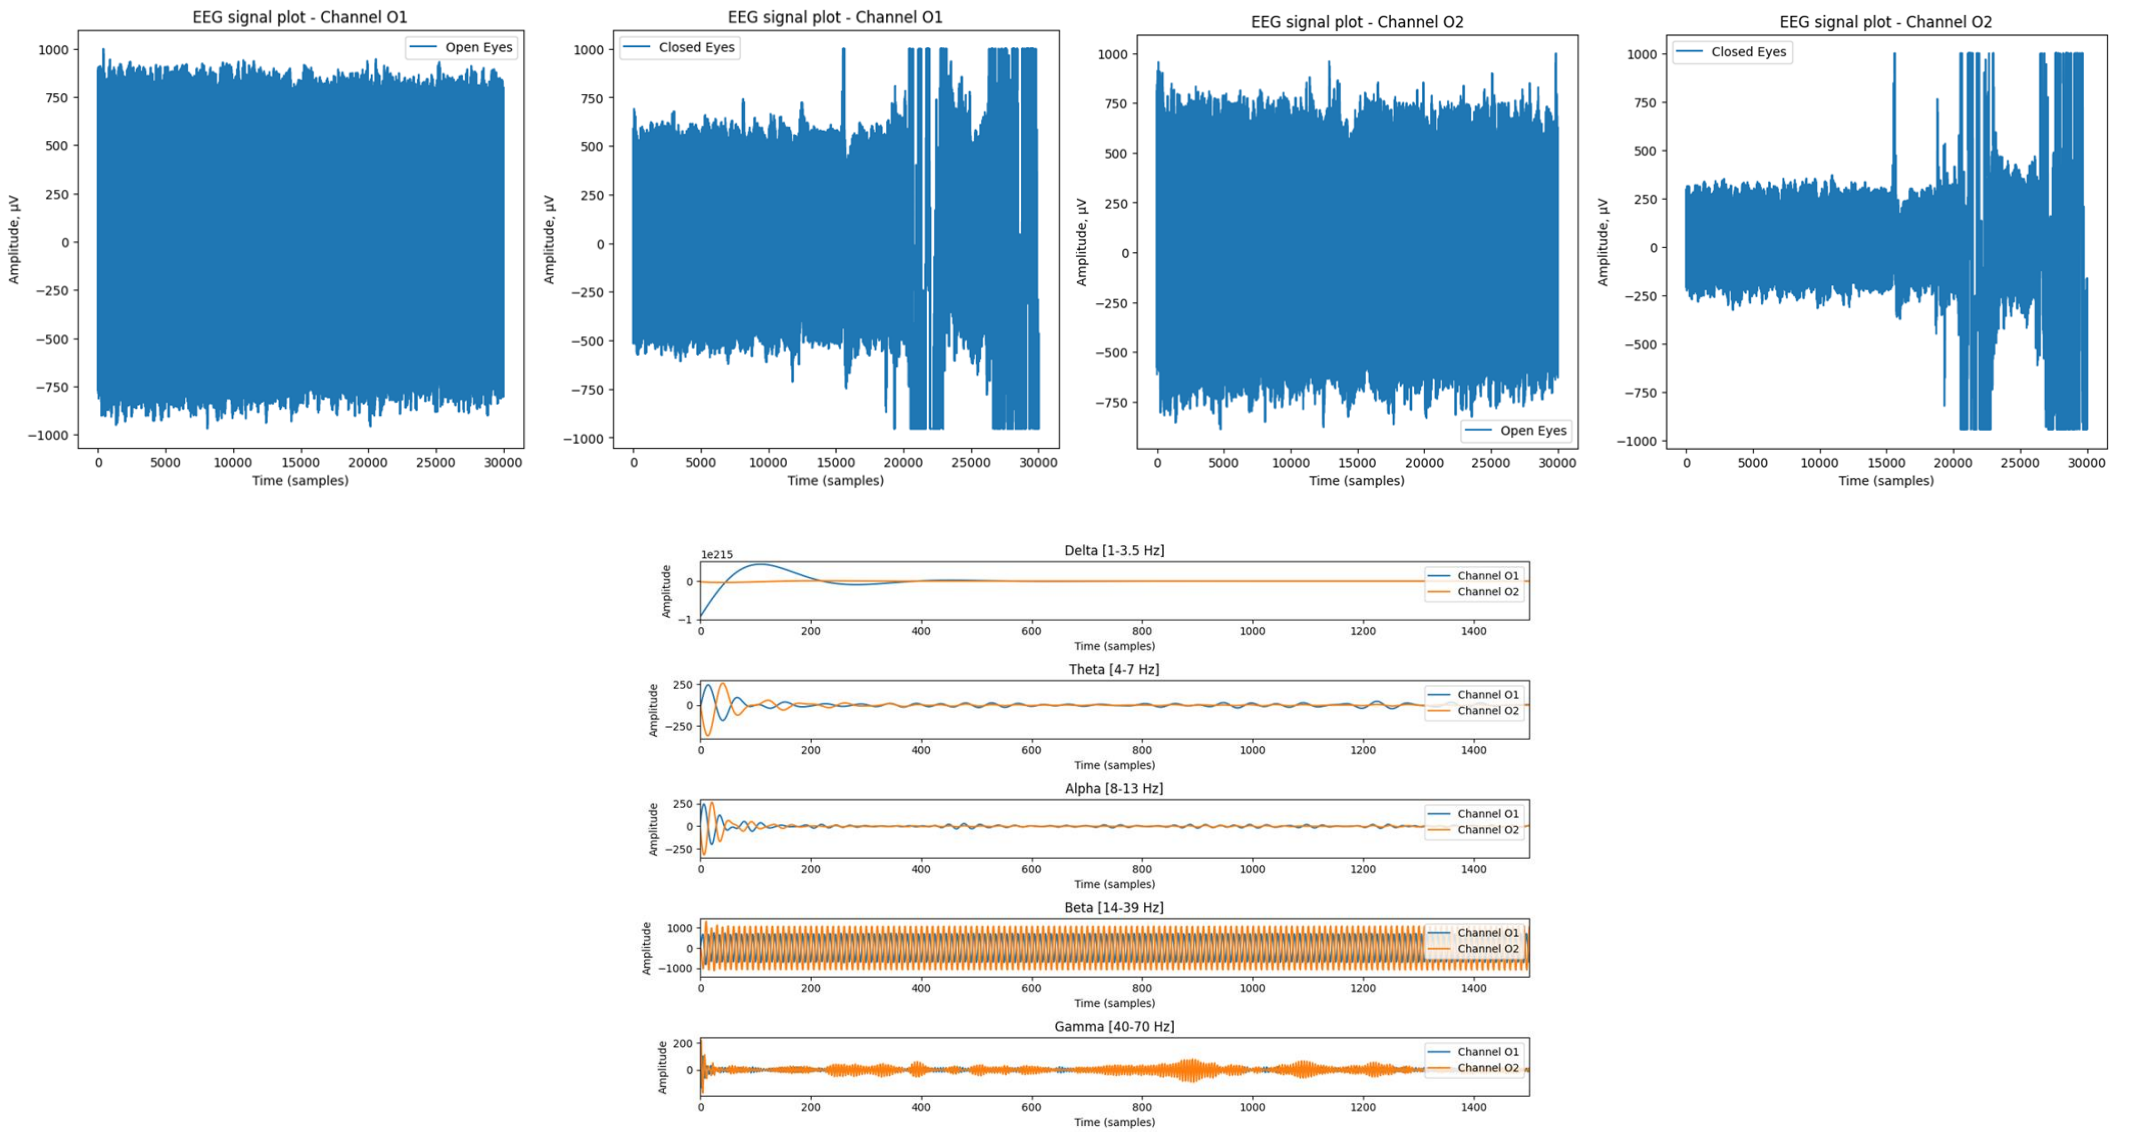 EEG signal plot - Channel O1
Open Eyes
Amplitude, µV
1000
750
500
250
0
−250
−500
−750
−1000
0 5000 10000 15000 20000 25000 30000
Time (samples)
EEG signal plot - Channel O1
Closed Eyes
Amplitude, µV
1000
750
500
250
0
−250
−500
−750
−1000
0 5000 10000 15000 20000 25000 30000
Time (samples)
EEG signal plot - Channel O2
Open Eyes
Amplitude, µV
1000
750
500
250
0
−250
−500
−750
0 5000 10000 15000 20000 25000 30000
Time (samples)
EEG signal plot - Channel O2
Closed Eyes
Amplitude, µV
1000
750
500
250
0
−250
−500
−750
−1000
0 5000 10000 15000 20000 25000 30000
Time (samples)
Delta [1-3.5 Hz]
1e215
Amplitude
0
−1
Channel O1
Channel O2
0 200 400 600 800 1000 1200 1400
Time (samples)
Theta [4-7 Hz]
Amplitude
250
0
−250
Channel O1
Channel O2
0 200 400 600 800 1000 1200 1400
Time (samples)
Alpha [8-13 Hz]
Amplitude
250
0
−250
Channel O1
Channel O2
0 200 400 600 800 1000 1200 1400
Time (samples)
Beta [14-39 Hz]
Amplitude
1000
0
−1000
Channel O1
Channel O2
0 200 400 600 800 1000 1200 1400
Time (samples)
Gamma [40-70 Hz]
Amplitude
200
0
Channel O1
Channel O2
0 200 400 600 800 1000 1200 1400
Time (samples)